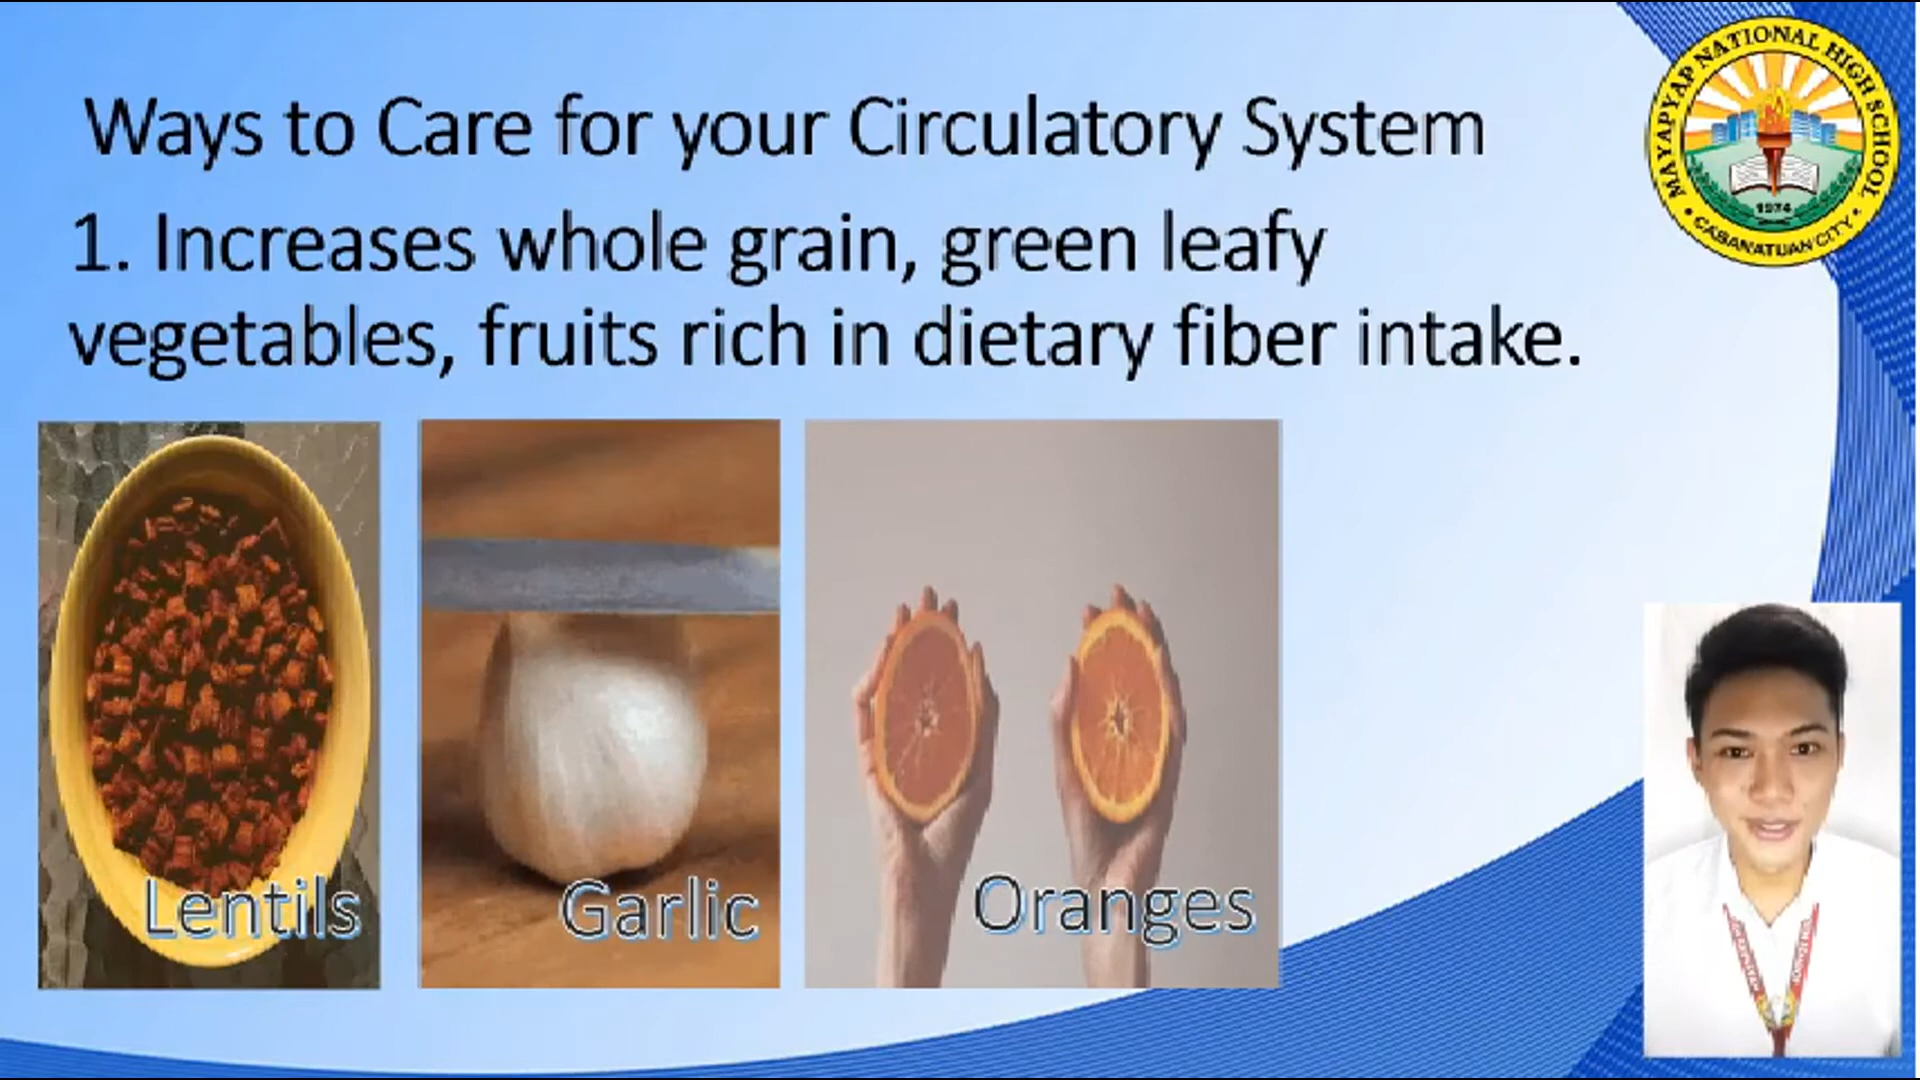 MAYAPYAP NATIONAL HIGH SCHOOL
1974
CABANATUAN CITY
Ways to Care for your Circulatory System
1. Increases whole grain, green leafy
vegetables, fruits rich in dietary fiber intake.
Lentils
Garlic
Oranges